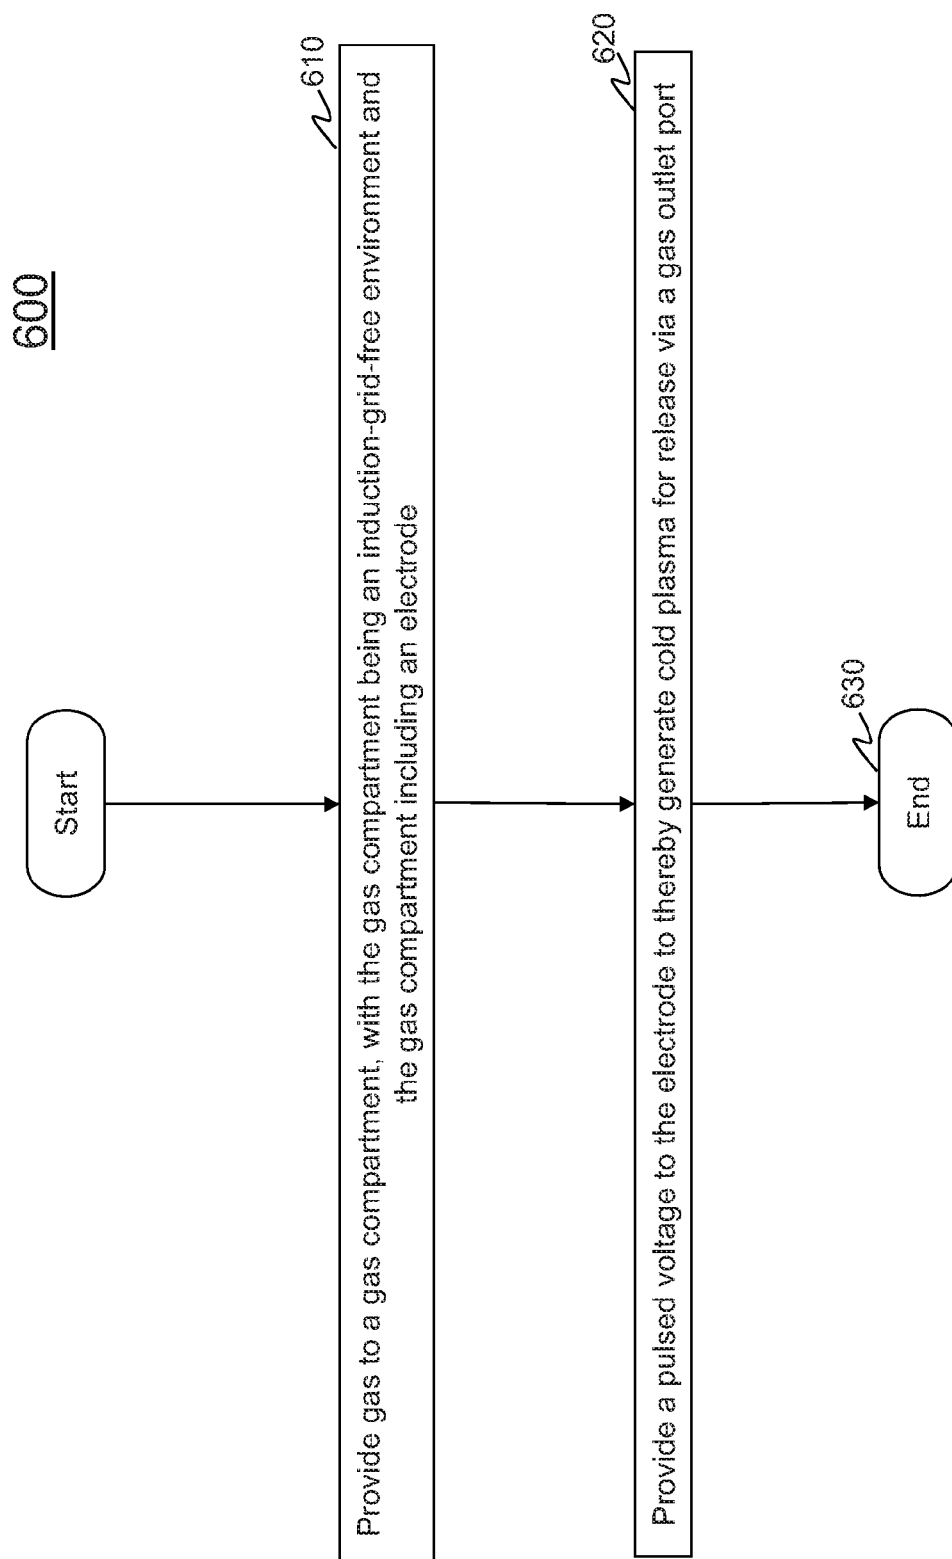 600
Start
610
Provide gas to a gas compartment, with the gas compartment being an induction-grid-free environment and
the gas compartment including an electrode
620
Provide a pulsed voltage to the electrode to thereby generate cold plasma for release via a gas outlet port
630
End